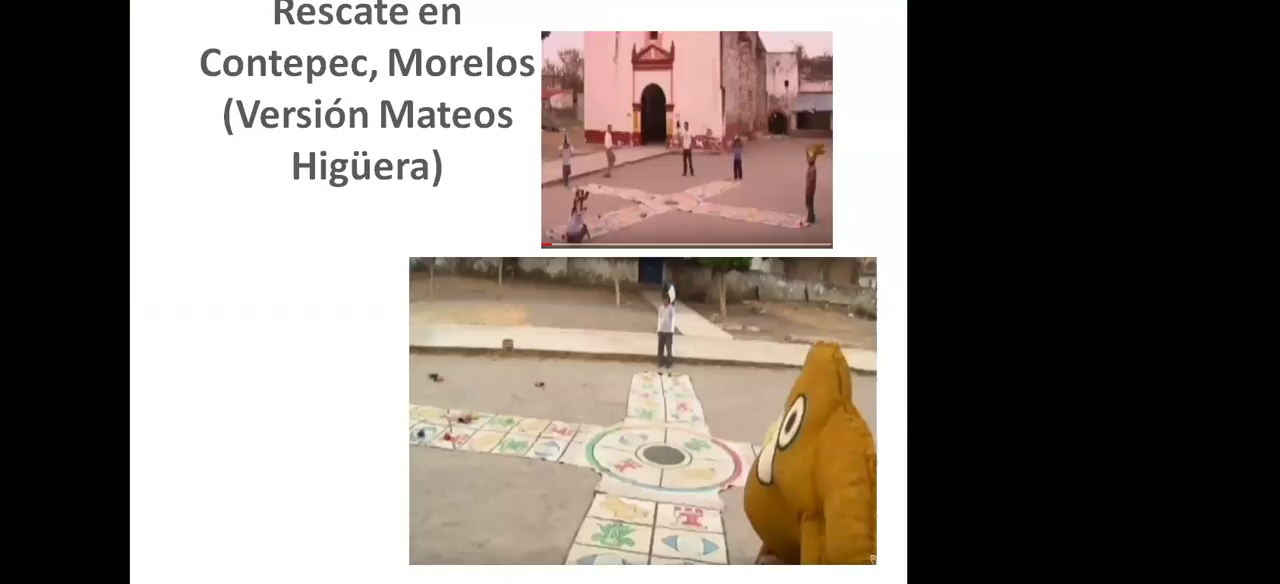 Rescate en
Contepec, Morelos
(Versión Mateos
Higüera)